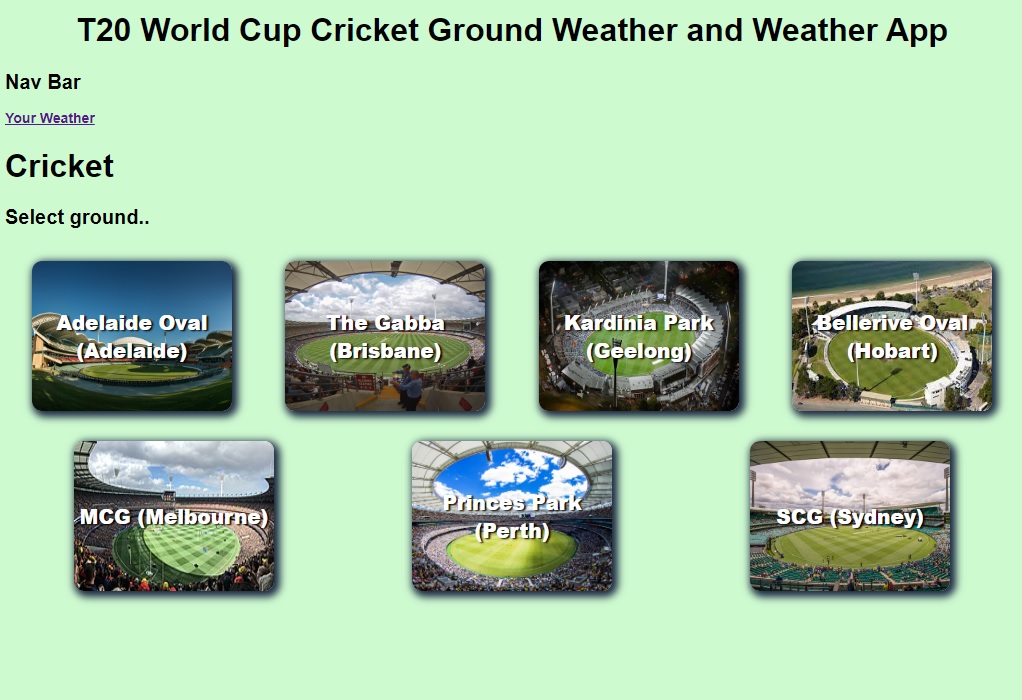 T20 World Cup Cricket Ground Weather and Weather App
Nav Bar
Your Weather
Cricket
Select ground..
Adelaide Oval
(Adelaide)
The Gabba
(Brisbane)
Kardinia Park
(Geelong)
Bellerive Oval
(Hobart)
MCG (Melbourne)
Princes Park
(Perth)
SCG (Sydney)